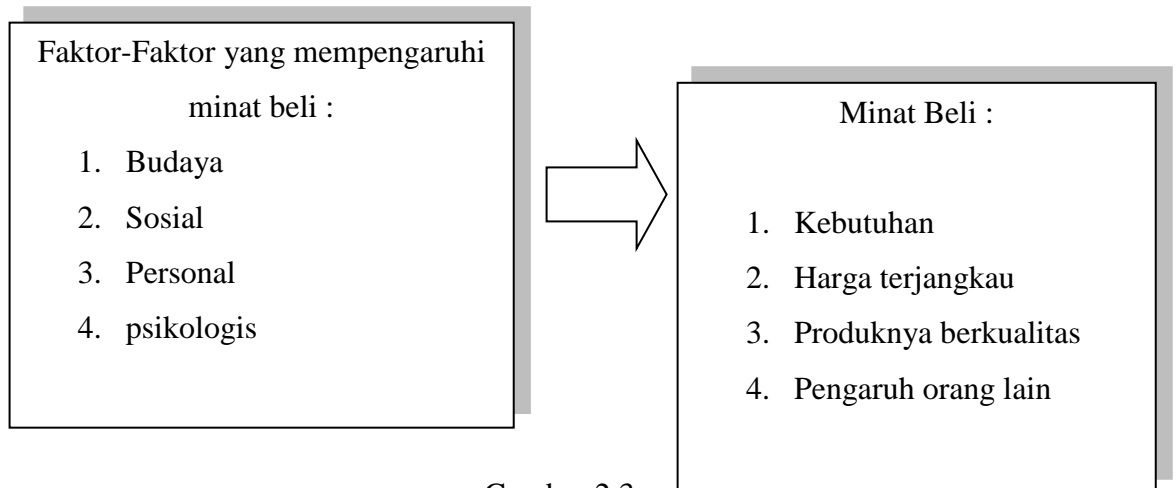 Faktor-Faktor yang mempengaruhi
minat beli :
1. Budaya
2. Sosial
3. Personal
4. psikologis
Minat Beli :
1. Kebutuhan
2. Harga terjangkau
3. Produknya berkualitas
4. Pengaruh orang lain